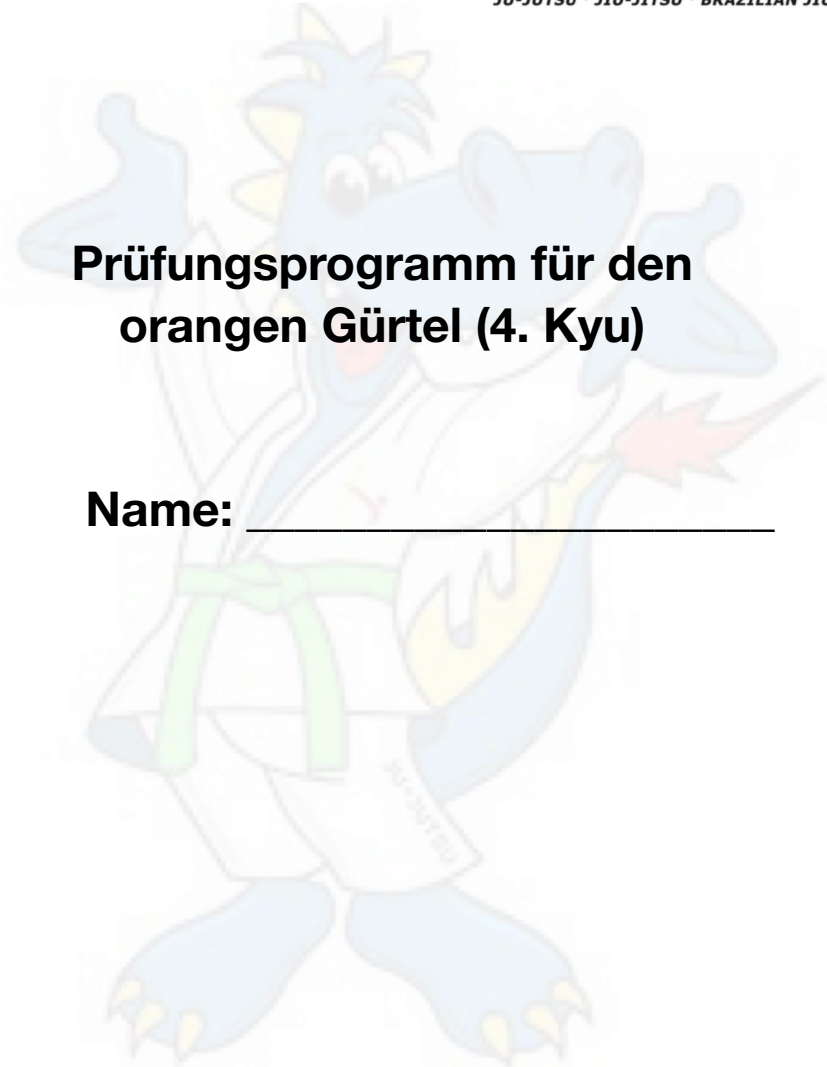 JU-JUTSU · JIU-JITSU · BRAZILIAN
Prüfungsprogramm für den
orangen Gürtel (4. Kyu)
Name: ______________________